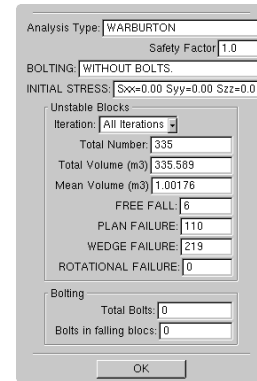 Analysis Type: WARBURTON
Safety Factor 1.0
BOLTING: WITHOUT BOLTS.
INITIAL STRESS: Sxx=0.00 Syy=0.00 Szz=0.0
Unstable Blocks
Iteration: All Iterations
Total Number: 335
Total Volume (m3) 335.589
Mean Volume (m3) 1.00176
FREE FALL: 6
PLAN FAILURE: 110
WEDGE FAILURE: 219
ROTATIONAL FAILURE: 0
Bolting
Total Bolts: 0
Bolts in falling blocs: 0
OK